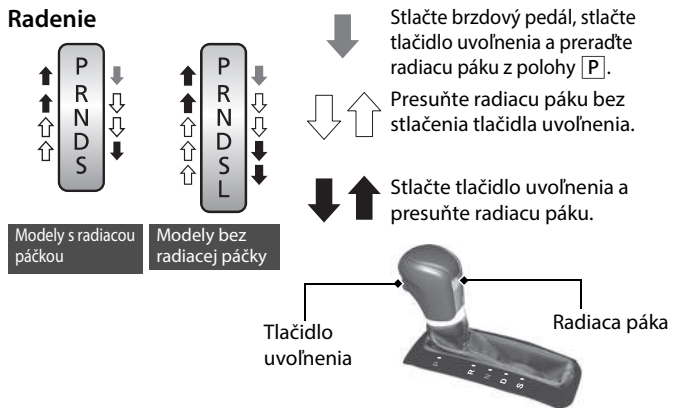 Radenie
P
R
N
D
S
P
R
N
D
S
L
Modely s radiacou
páčkou
Modely bez
radiacej páčky
Stlačte brzdový pedál, stlačte
tlačidlo uvoľnenia a preraďte
radiacu páku z polohy P.
Presuňte radiacu páku bez
stlačenia tlačidla uvoľnenia.
Stlačte tlačidlo uvoľnenia a
presuňte radiacu páku.
Tlačidlo
uvoľnenia
Radiaca páka
P
R
N
D
S